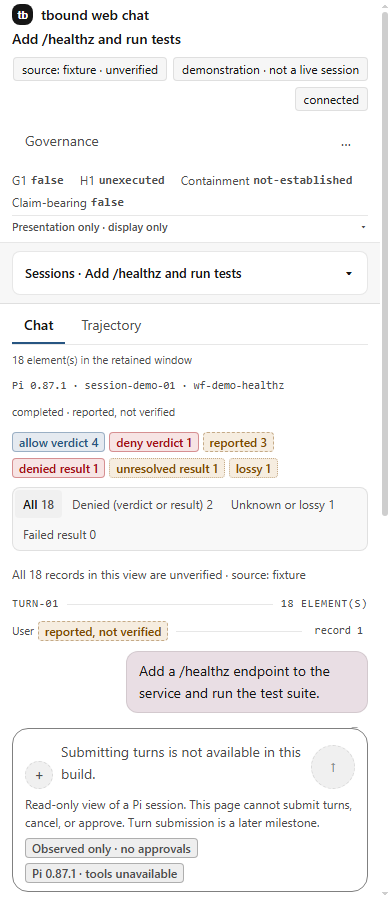 tb tbound web chat
Add /healthz and run tests
source: fixture · unverified
demonstration · not a live session
connected
Governance
...
G1 false H1 unexecuted Containment not-established
Claim-bearing false
Presentation only · display only
Sessions · Add /healthz and run tests
Chat Trajectory
18 element(s) in the retained window
Pi 0.87.1 · session-demo-01 · wf-demo-healthz
completed · reported, not verified
allow verdict 4 deny verdict 1 reported 3
denied result 1 unresolved result 1 lossy 1
All 18 Denied (verdict or result) 2 Unknown or lossy 1
Failed result 0
All 18 records in this view are unverified · source: fixture
TURN-01 18 ELEMENT(S)
User reported, not verified record 1
Add a /healthz endpoint to the
service and run the test suite.
Submitting turns is not available in this
build.
+ ↑
Read-only view of a Pi session. This page cannot submit turns,
cancel, or approve. Turn submission is a later milestone.
Observed only · no approvals
Pi 0.87.1 · tools unavailable